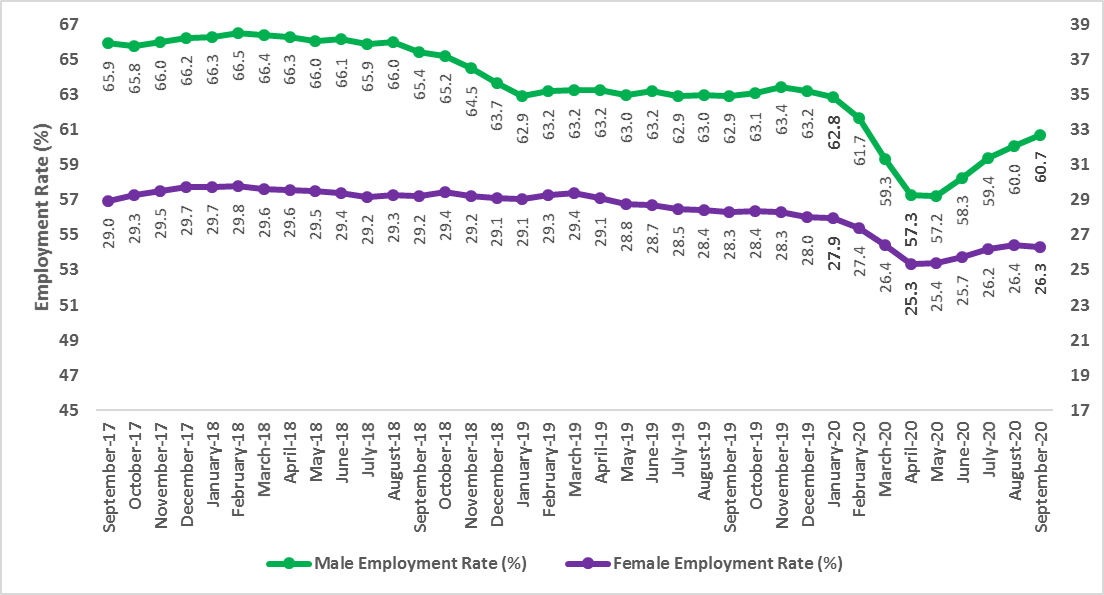 Employment Rate (%)
67
65
63
61
59
57
55
53
51
49
47
45
39
37
35
33
31
29
27
25
23
21
19
17
65.9
65.8
66.0
66.2
66.3
66.5
66.4
66.3
66.0
66.1
65.9
66.0
65.4
65.2
64.5
63.7
62.9
63.2
63.2
63.2
63.0
63.2
62.9
63.0
62.9
63.1
63.4
63.2
62.8
61.7
59.3
57.3
57.2
58.3
59.4
60.0
60.7
29.0
29.3
29.5
29.7
29.7
29.8
29.6
29.6
29.5
29.4
29.2
29.3
29.2
29.4
29.2
29.1
29.1
29.3
29.4
29.1
28.8
28.7
28.5
28.4
28.3
28.4
28.3
28.0
27.9
27.4
26.4
25.3
25.4
25.7
26.2
26.4
26.3
September-17
October-17
November-17
December-17
January-18
February-18
March-18
April-18
May-18
June-18
July-18
August-18
September-18
October-18
November-18
December-18
January-19
February-19
March-19
April-19
May-19
June-19
July-19
August-19
September-19
October-19
November-19
December-19
January-20
February-20
March-20
April-20
May-20
June-20
July-20
August-20
September-20
Male Employment Rate (%)
Female Employment Rate (%)